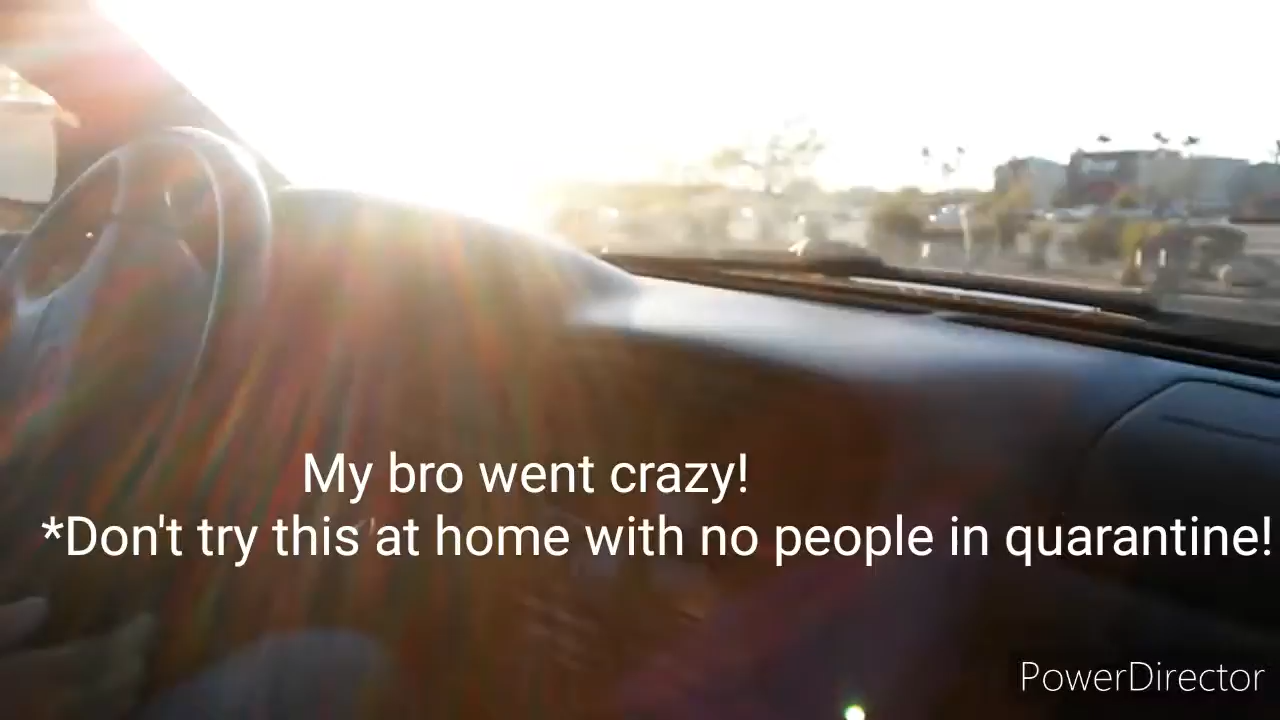 My bro went crazy!
*Don't try this at home with no people in quarantine!
PowerDirector